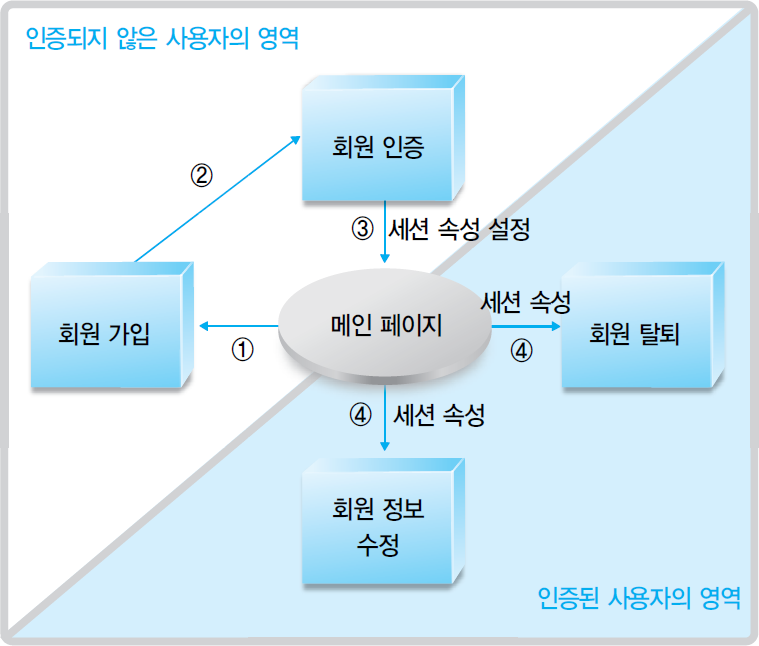 인증되지 않은 사용자의 영역
회원 인증
②
③ 세션 속성 설정
세션 속성
회원 가입
메인 페이지
회원 탈퇴
①
④
④ 세션 속성
회원 정보
수정
인증된 사용자의 영역